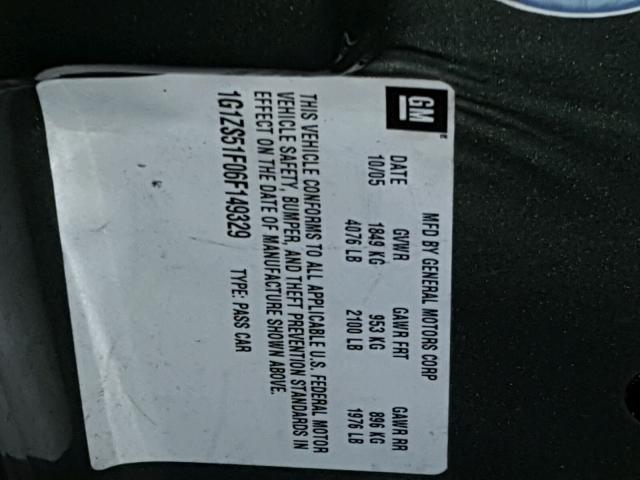 GM
MFD BY GENERAL MOTORS CORP
DATE GVWR GAWR FRT GAWR RR
10/05 1849 KG 953 KG 896 KG
4076 LB 2100 LB 1976 LB
THIS VEHICLE CONFORMS TO ALL APPLICABLE U.S. FEDERAL MOTOR
VEHICLE SAFETY, BUMPER, AND THEFT PREVENTION STANDARDS IN
EFFECT ON THE DATE OF MANUFACTURE SHOWN ABOVE.
1G1ZS51F06F149329 TYPE: PASS CAR